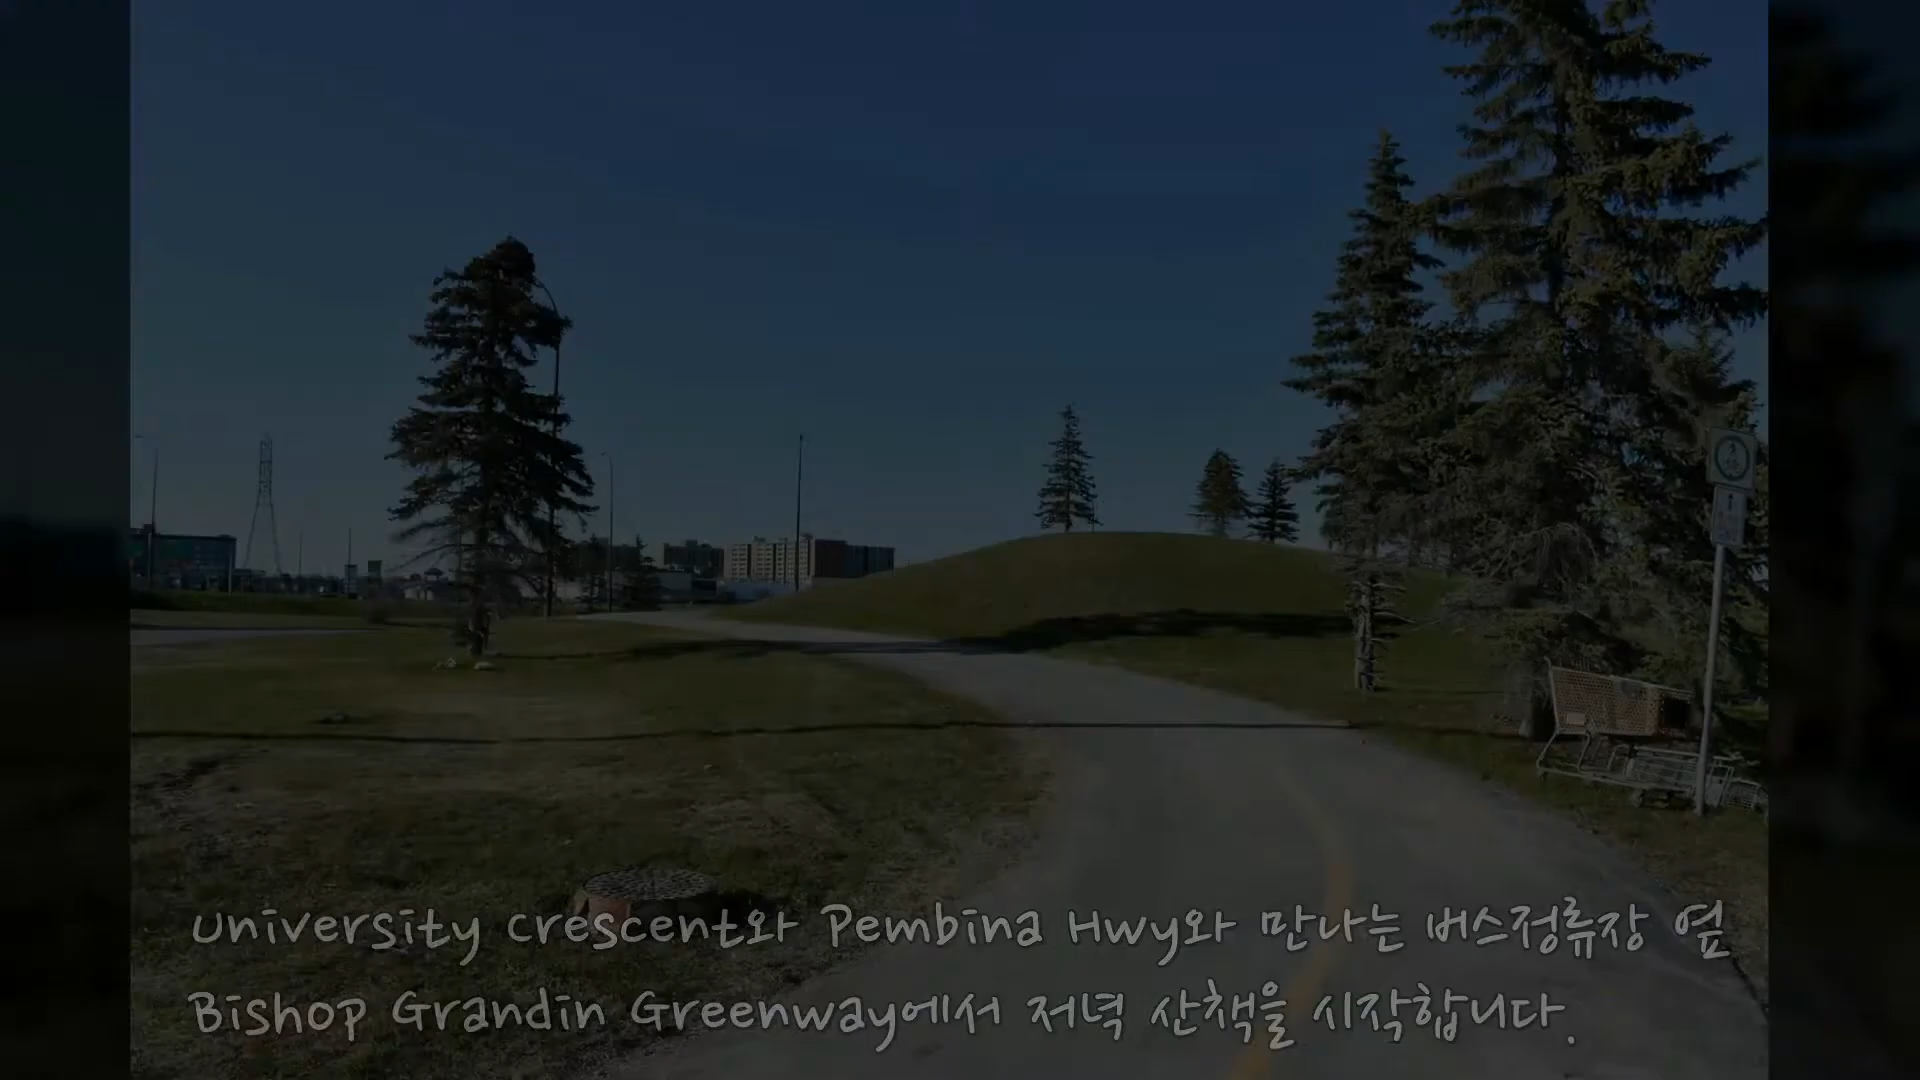 University Crescent와 Pembina Hwy와 만나는 버스정류장 옆
Bishop Grandin Greenway에서 저녁 산책을 시작합니다.